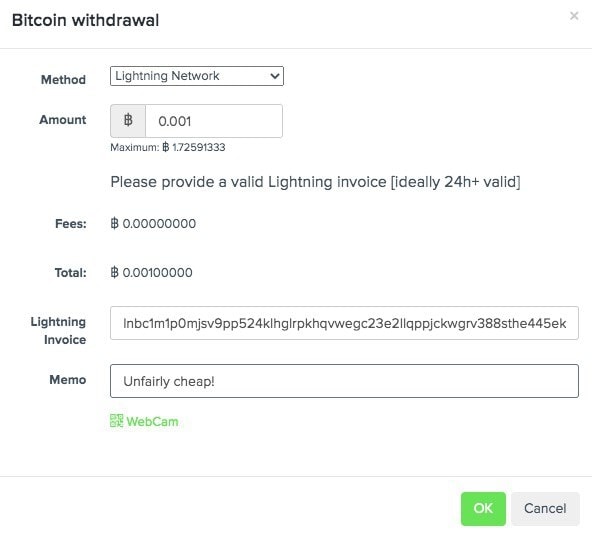 Bitcoin withdrawal ×
Method Lightning Network
Amount ฿ 0.001
Maximum: ฿ 1.72591333
Please provide a valid Lightning invoice [ideally 24h+ valid]
Fees: ฿ 0.00000000
Total: ฿ 0.00100000
Lightning Invoice lnbc1m1p0mjsv9pp524klhglrpkhqvwegc23e2llqppjckwgrv388sthe445ek
Memo Unfairly cheap!
WebCam
OK Cancel